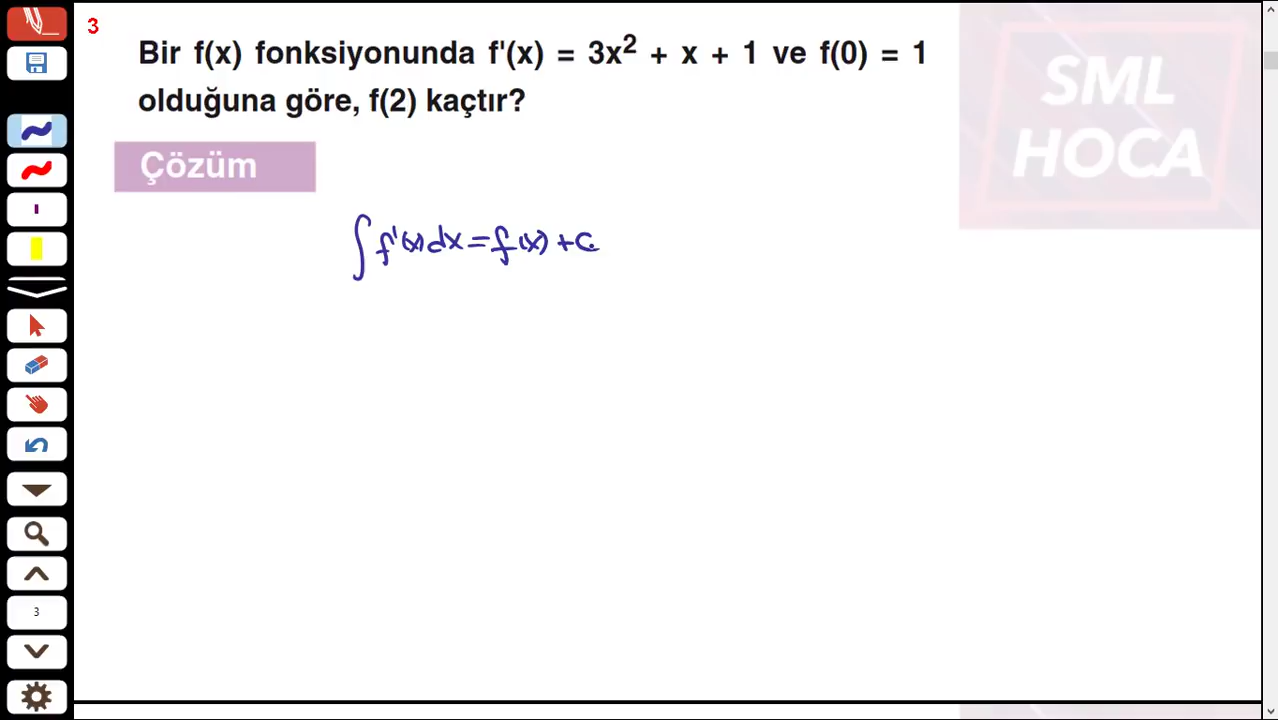 3
Bir f(x) fonksiyonunda f'(x) = 3x² + x + 1 ve f(0) = 1
olduğuna göre, f(2) kaçtır?
SML
HOCA
Çözüm
∫f'(x)dx = f(x) + c
3